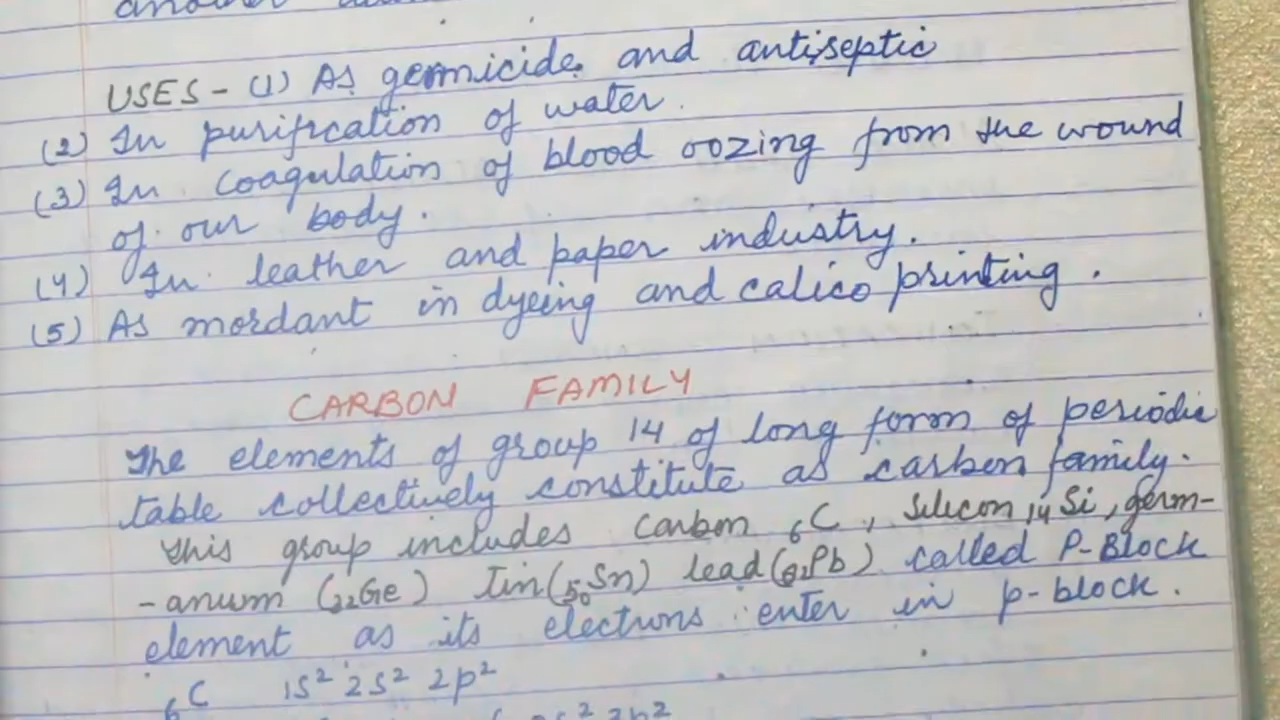 another
USES - (1) As germicide and antiseptic
(2) In purification of water.
(3) In coagulation of blood oozing from the wound
of our body.
(4) In leather and paper industry.
(5) As mordant in dyeing and calico printing.
CARBON FAMILY
The elements of group 14 of long form of periodic
table collectively constitute as carbon family.
This group includes carbon ₆C, Silicon ₁₄Si, germ-
-anum (₂₂Ge) Tin(₅₀Sn) lead(₈₂Pb) called P-Block
element as its electrons enter in p-block.
₆C 1s² 2s² 2p²